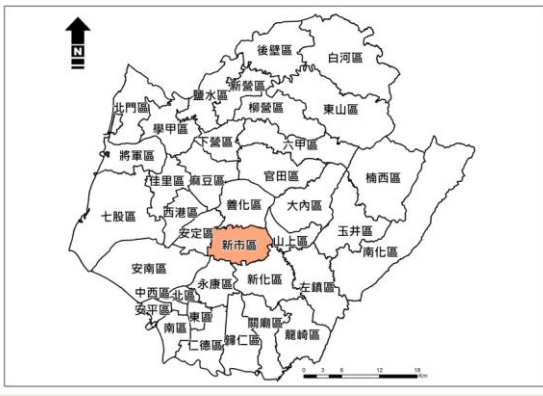 N
後壁區
白河區
新營區
鹽水區
柳營區
東山區
北門區
學甲區
下營區
六甲區
將軍區
佳里區
麻豆區
官田區
楠西區
七股區
西港區
善化區
大內區
安定區
新市區
山上區
玉井區
南化區
安南區
永康區
新化區
左鎮區
中西區
北區
安平區
南區
東區
關廟區
龍崎區
仁德區
歸仁區
0 3 6 12 18
Km